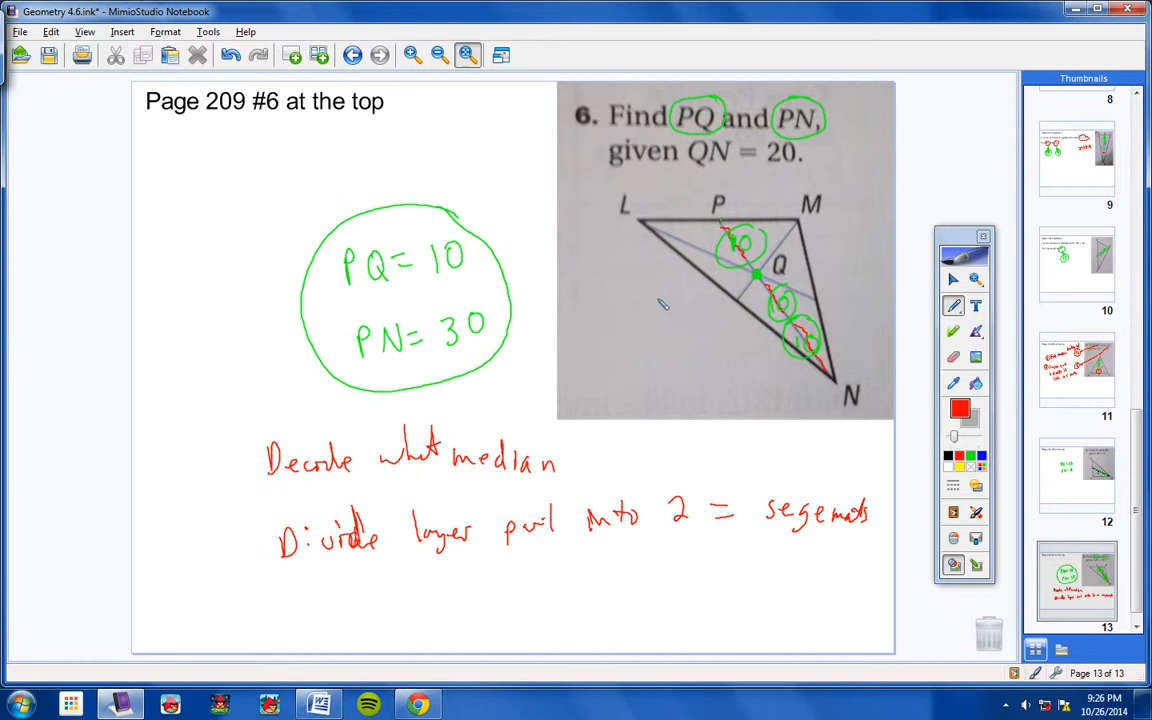 Geometry 4.6.ink* - MimioStudio Notebook
File Edit View Insert Format Tools Help
Page 209 #6 at the top
6. Find PQ and PN,
given QN = 20.
L P M
10
Q
10
10
N
PQ = 10
PN = 30
Decide what median
Divide layer part into 2 = segemnts
Thumbnails
8
9
10
11
12
13
T
Page 13 of 13
9:26 PM
10/26/2014